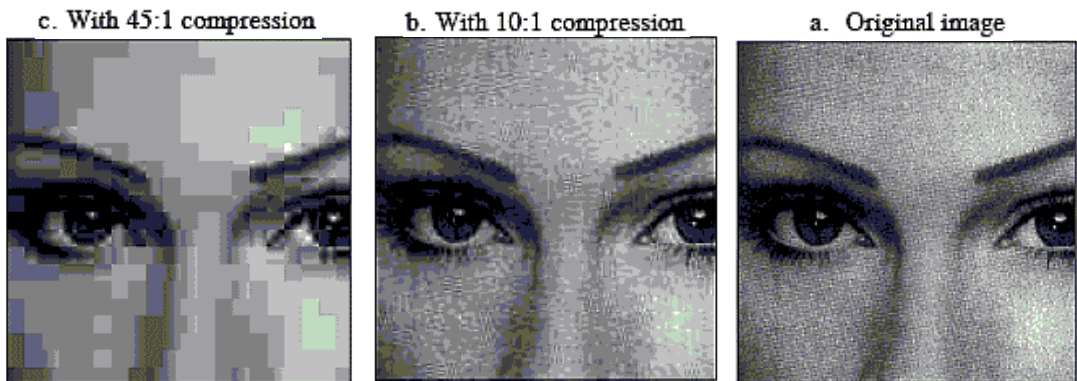 c. With 45:1 compression
b. With 10:1 compression
a. Original image